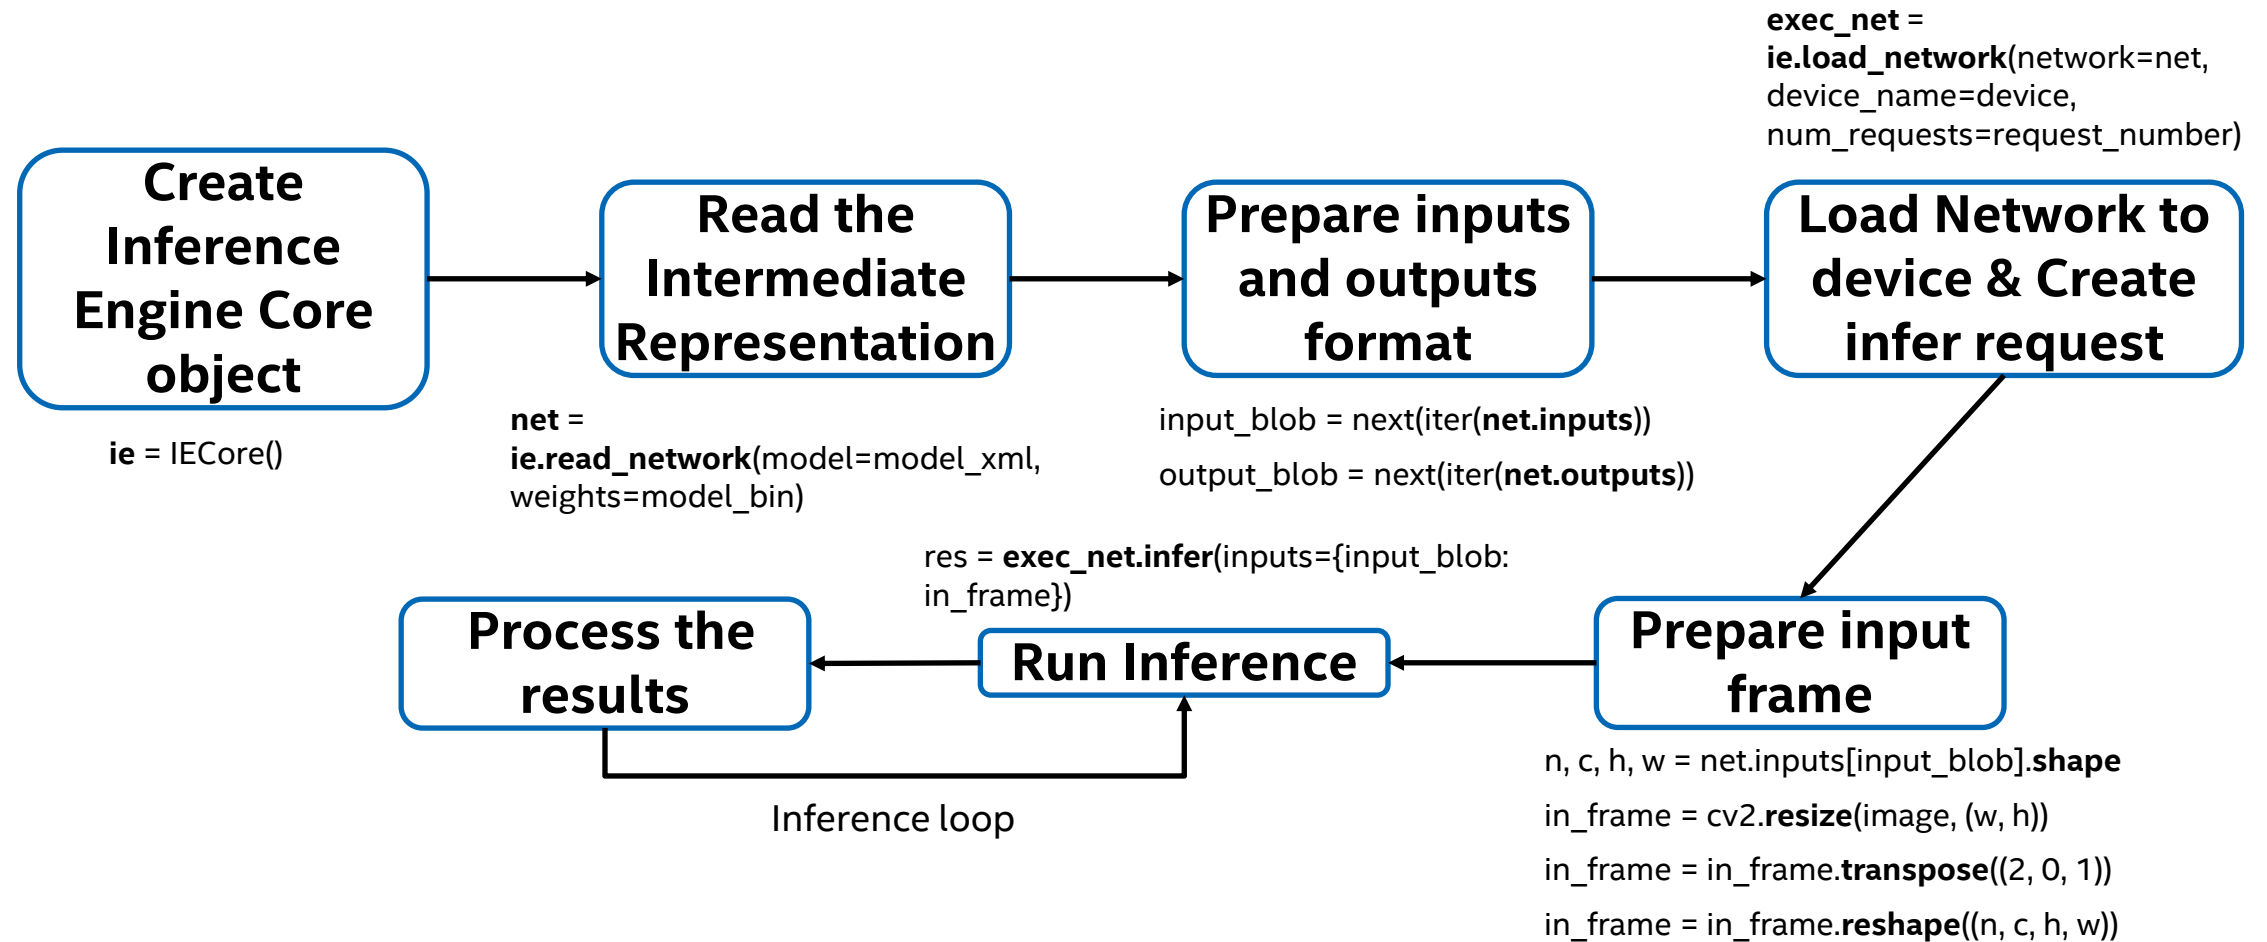 exec_net =
ie.load_network(network=net,
device_name=device,
num_requests=request_number)
Create
Inference
Engine Core
object
ie = IECore()
Read the
Intermediate
Representation
net =
ie.read_network(model=model_xml,
weights=model_bin)
Prepare inputs
and outputs
format
input_blob = next(iter(net.inputs))
output_blob = next(iter(net.outputs))
Load Network to
device & Create
infer request
Prepare input
frame
n, c, h, w = net.inputs[input_blob].shape
in_frame = cv2.resize(image, (w, h))
in_frame = in_frame.transpose((2, 0, 1))
in_frame = in_frame.reshape((n, c, h, w))
res = exec_net.infer(inputs={input_blob:
in_frame})
Run Inference
Process the
results
Inference loop